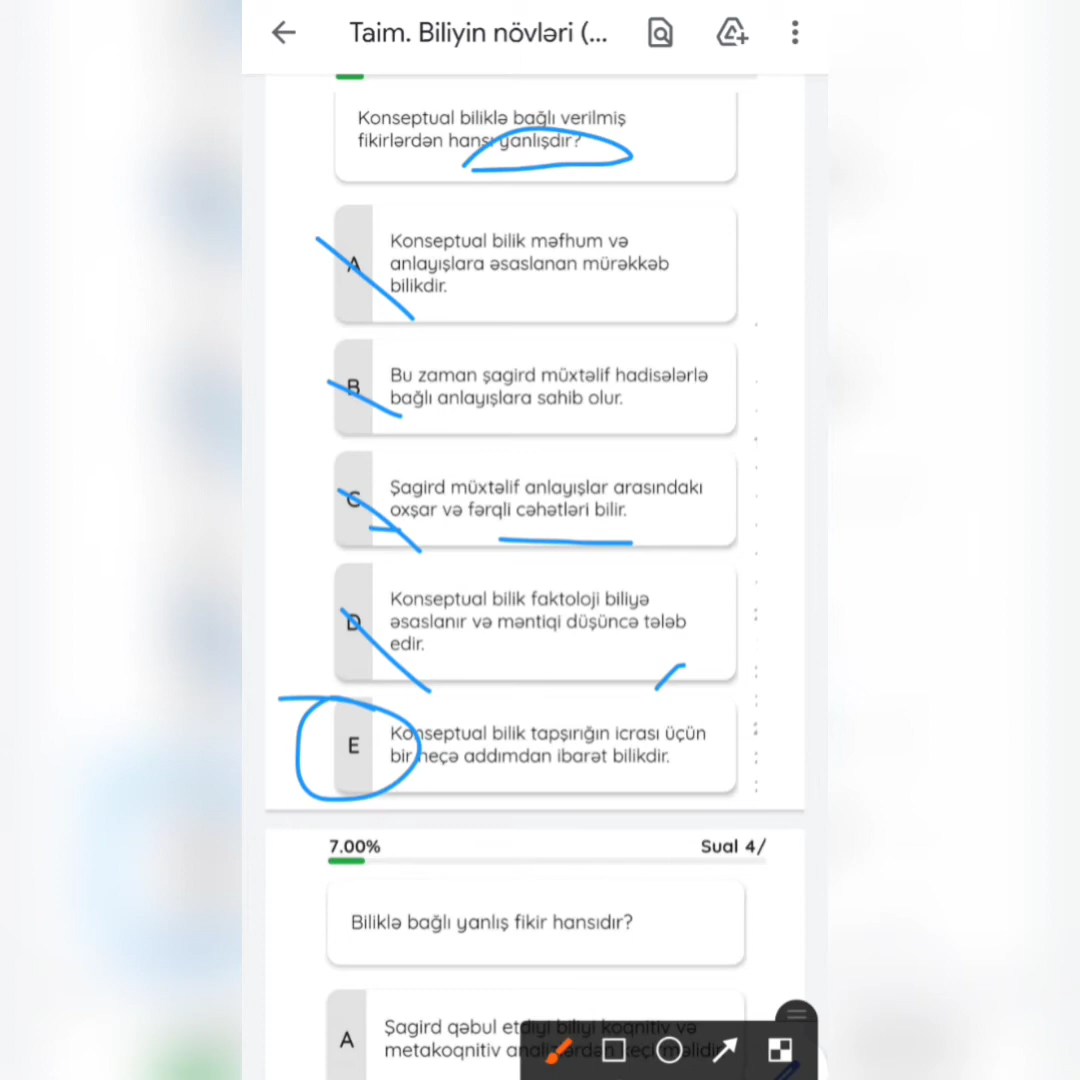 Taim. Biliyin növləri (...
Konseptual biliklə bağlı verilmiş
fikirlərdən hansı yanlışdır?
A
Konseptual bilik məfhum və
anlayışlara əsaslanan mürəkkəb
bilikdir.
B
Bu zaman şagird müxtəlif hadisələrlə
bağlı anlayışlara sahib olur.
C
Şagird müxtəlif anlayışlar arasındakı
oxşar və fərqli cəhətləri bilir.
D
Konseptual bilik faktoloji biliyə
əsaslanır və məntiqi düşüncə tələb
edir.
E
Konseptual bilik tapşırığın icrası üçün
bir neçə addımdan ibarət bilikdir.
7.00% Sual 4/
Biliklə bağlı yanlış fikir hansıdır?
A
Şagird qəbul etdiyi biliyi koqnitiv və
metakoqnitiv analizlərdən keçirməlidir